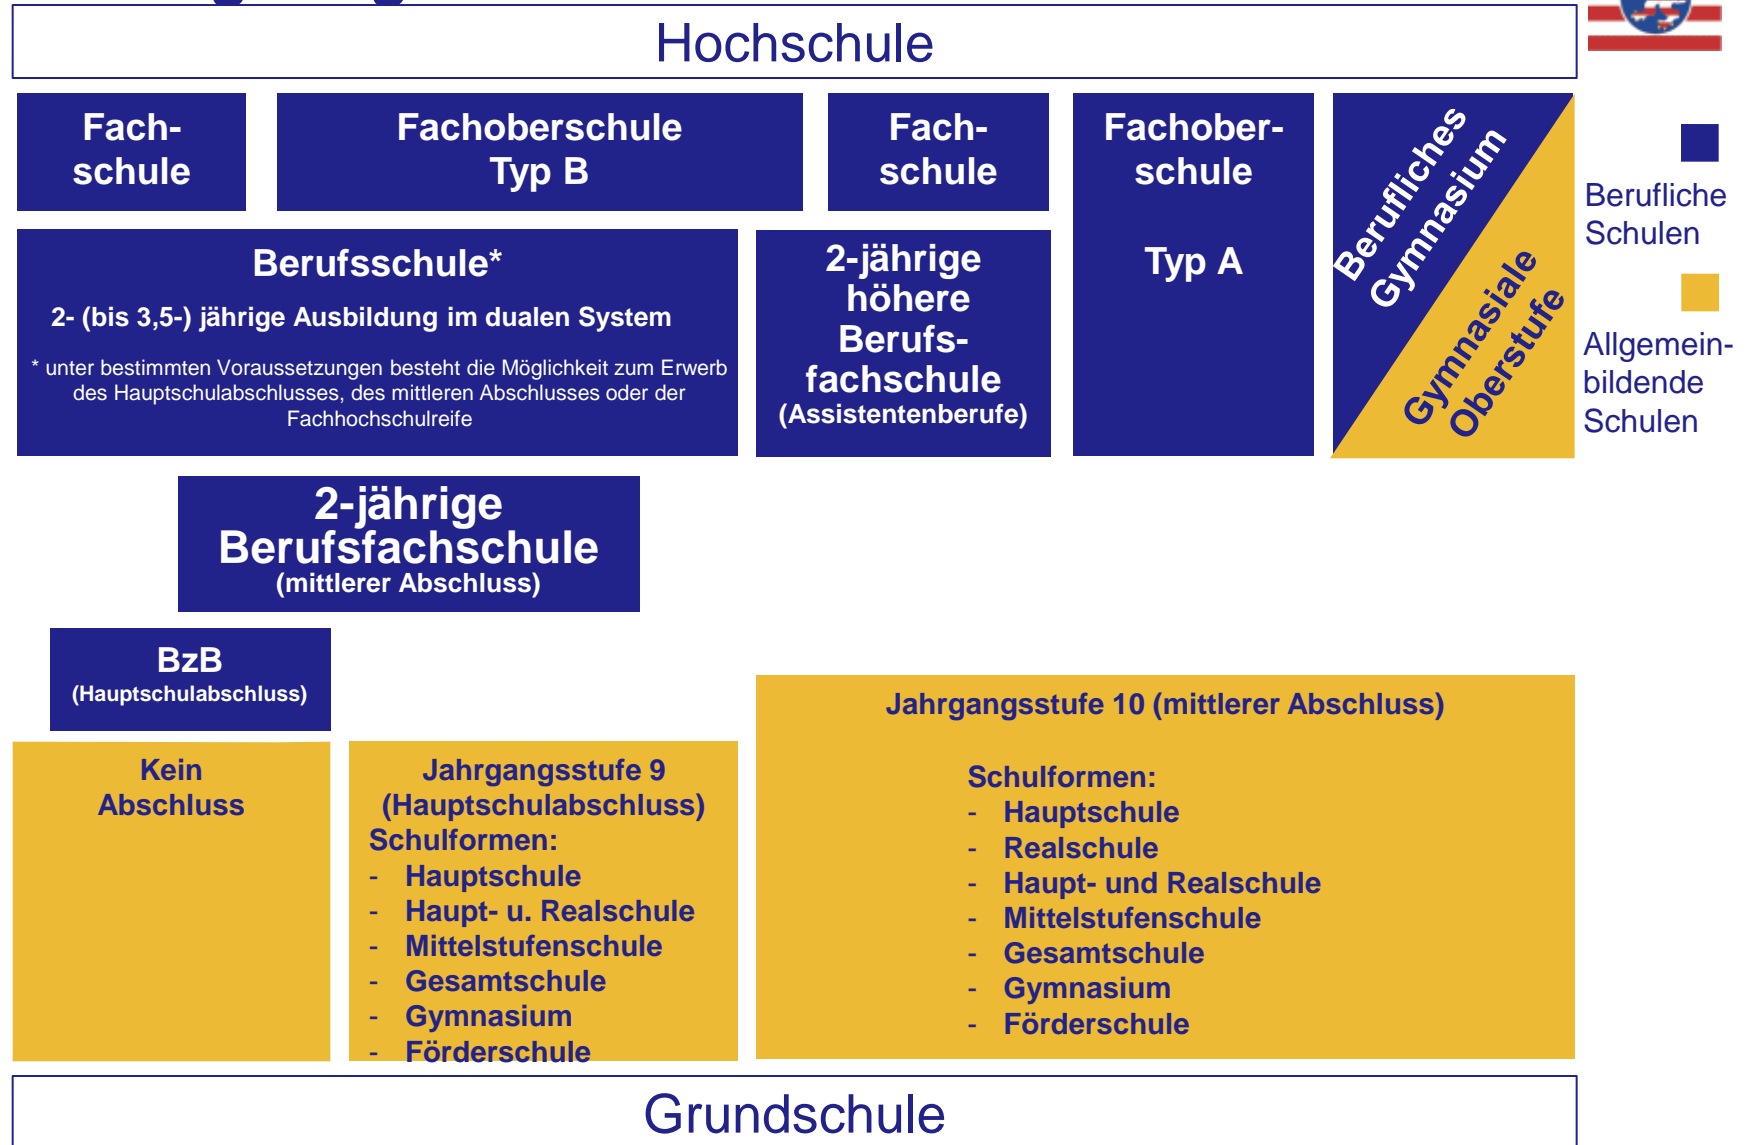 Hochschule
Fach-
schule
Fachoberschule
Typ B
Fach-
schule
Fachober-
schule
Typ A
Berufliches
Gymnasium
Gymnasiale
Oberstufe
Berufliche
Schulen
Allgemein-
bildende
Schulen
Berufsschule*
2- (bis 3,5-) jährige Ausbildung im dualen System
* unter bestimmten Voraussetzungen besteht die Möglichkeit zum Erwerb
des Hauptschulabschlusses, des mittleren Abschlusses oder der
Fachhochschulreife
2-jährige
höhere
Berufs-
fachschule
(Assistentenberufe)
2-jährige
Berufsfachschule
(mittlerer Abschluss)
BzB
(Hauptschulabschluss)
Kein
Abschluss
Jahrgangsstufe 9
(Hauptschulabschluss)
Schulformen:
- Hauptschule
- Haupt- u. Realschule
- Mittelstufenschule
- Gesamtschule
- Gymnasium
- Förderschule
Jahrgangsstufe 10 (mittlerer Abschluss)
Schulformen:
- Hauptschule
- Realschule
- Haupt- und Realschule
- Mittelstufenschule
- Gesamtschule
- Gymnasium
- Förderschule
Grundschule